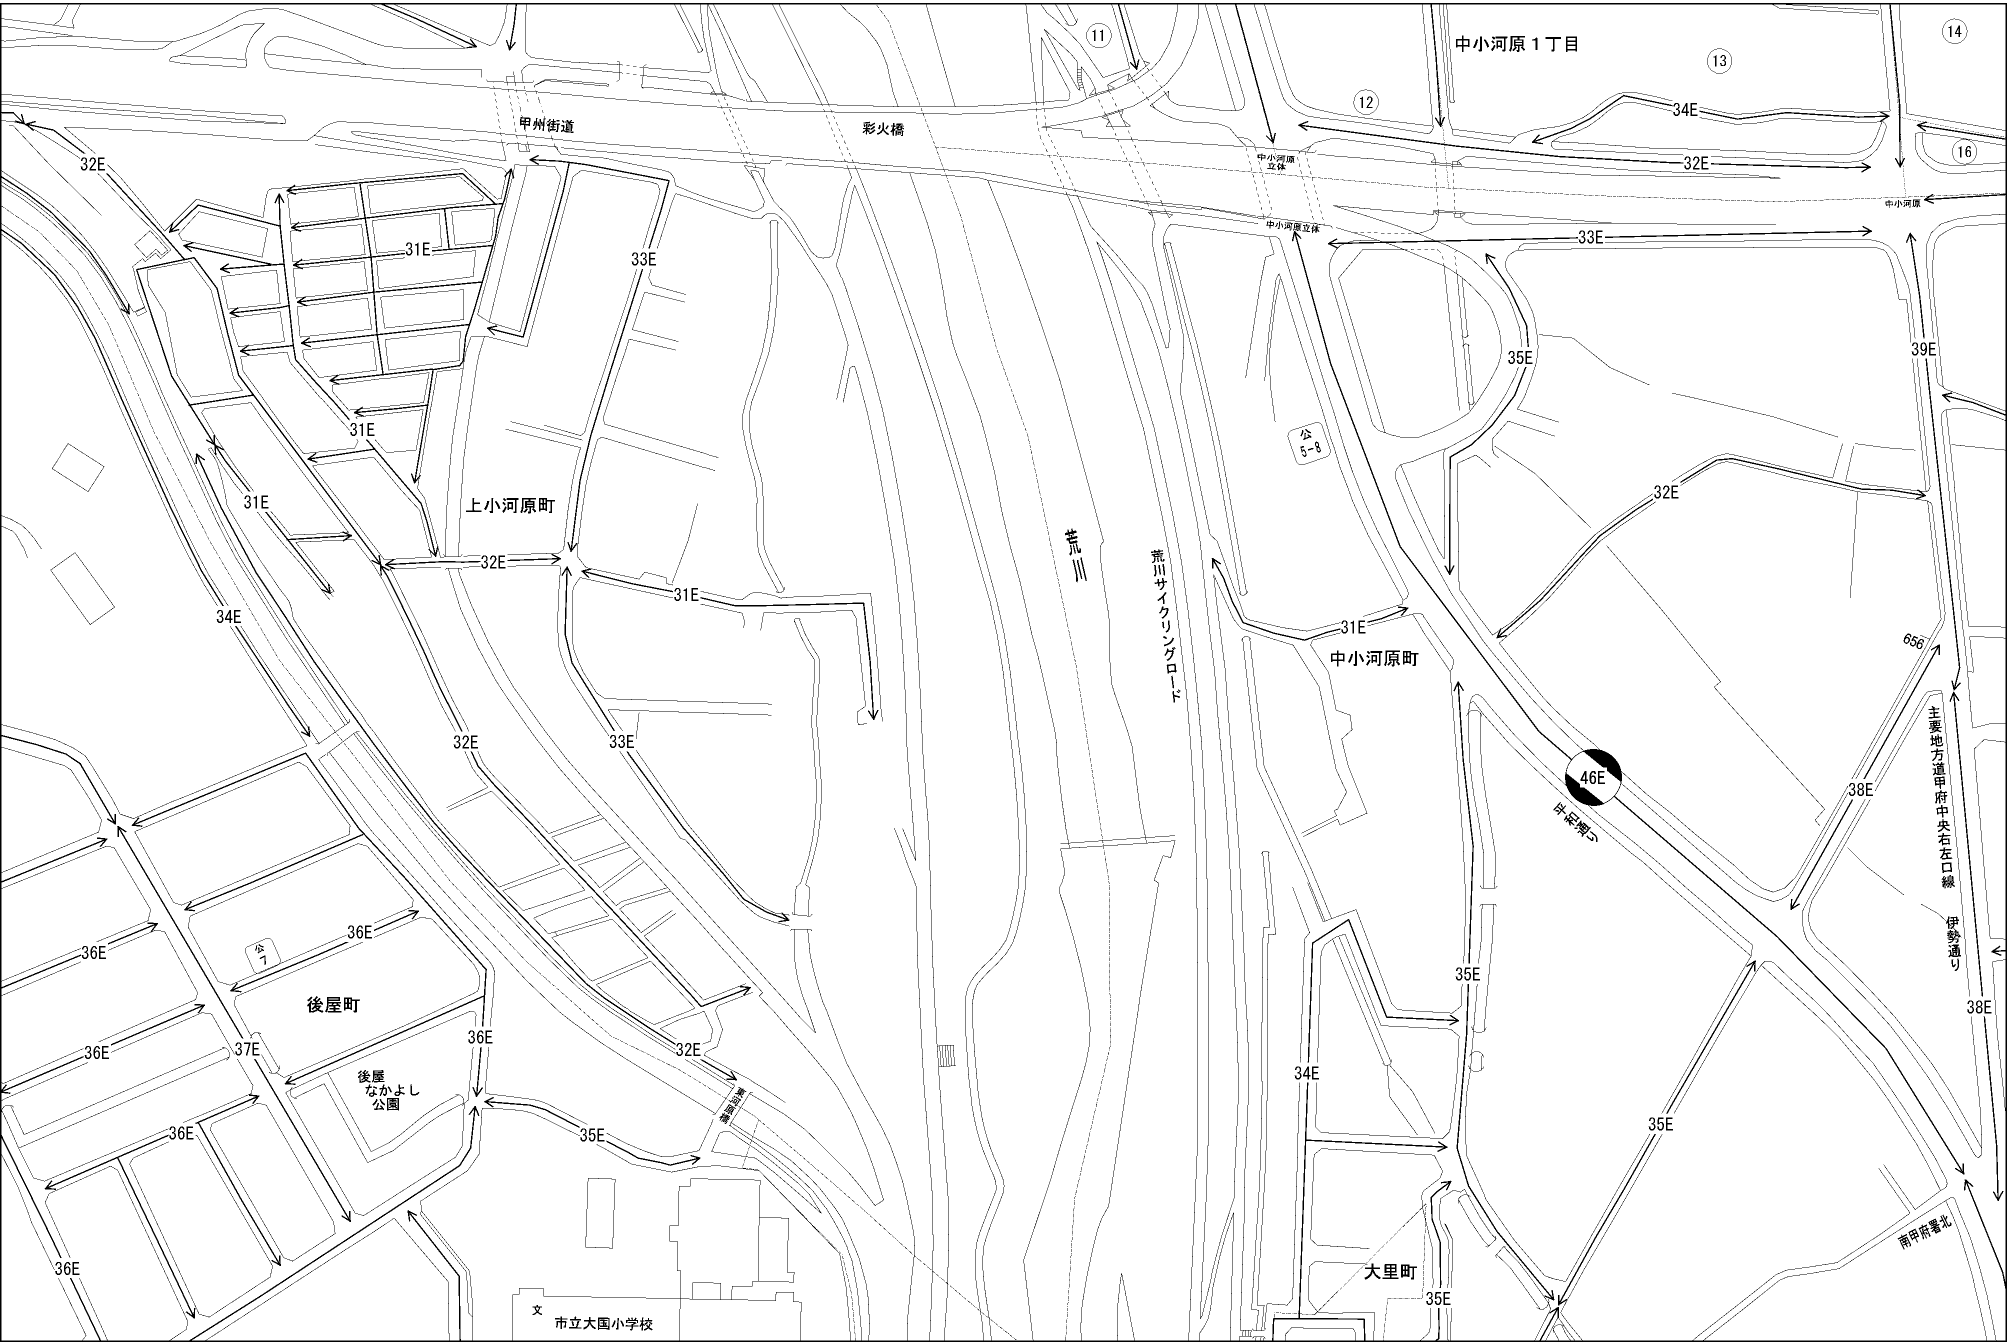 11
中小河原1丁目
14
13
12
34E
甲州街道
彩火橋
32E
中小河原
立体
32E
16
中小河原
中小河原立体
31E
33E
33E
35E
39E
31E
公
5-8
31E
上小河原町
32E
32E
31E
荒川
荒川サイクリングロード
34E
31E
中小河原町
656
32E
33E
46E
平和通り
38E
主要地方道甲府中央右左口線
伊勢通り
36E
36E
公
7
後屋町
35E
38E
36E
37E
36E
32E
後屋
なかよし
公園
34E
東河原橋
36E
35E
35E
南甲府署北
36E
大里町
35E
文
市立大国小学校